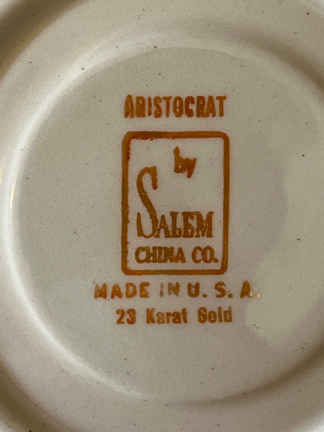 ARISTOCRAT
by
SALEM
CHINA CO.
MADE IN U. S. A.
23 Karat Gold